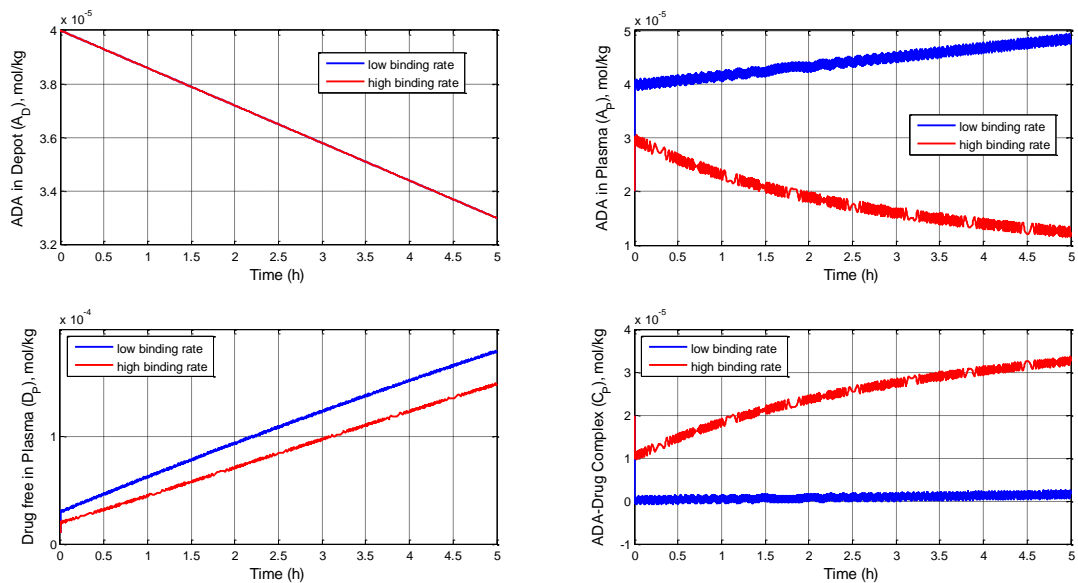 x 10⁻⁵
4
3.8
3.6
3.4
3.2
0 0.5 1 1.5 2 2.5 3 3.5 4 4.5 5
Time (h)
ADA in Depot (A_D), mol/kg
low binding rate
high binding rate
x 10⁻⁵
5
4
3
2
1
0 0.5 1 1.5 2 2.5 3 3.5 4 4.5 5
Time (h)
ADA in Plasma (A_P), mol/kg
low binding rate
high binding rate
x 10⁻⁴
1
0
0 0.5 1 1.5 2 2.5 3 3.5 4 4.5 5
Time (h)
Drug free in Plasma (D_P), mol/kg
low binding rate
high binding rate
x 10⁻⁵
4
3
2
1
0
-1
0 0.5 1 1.5 2 2.5 3 3.5 4 4.5 5
Time (h)
ADA-Drug Complex (C_P), mol/kg
low binding rate
high binding rate